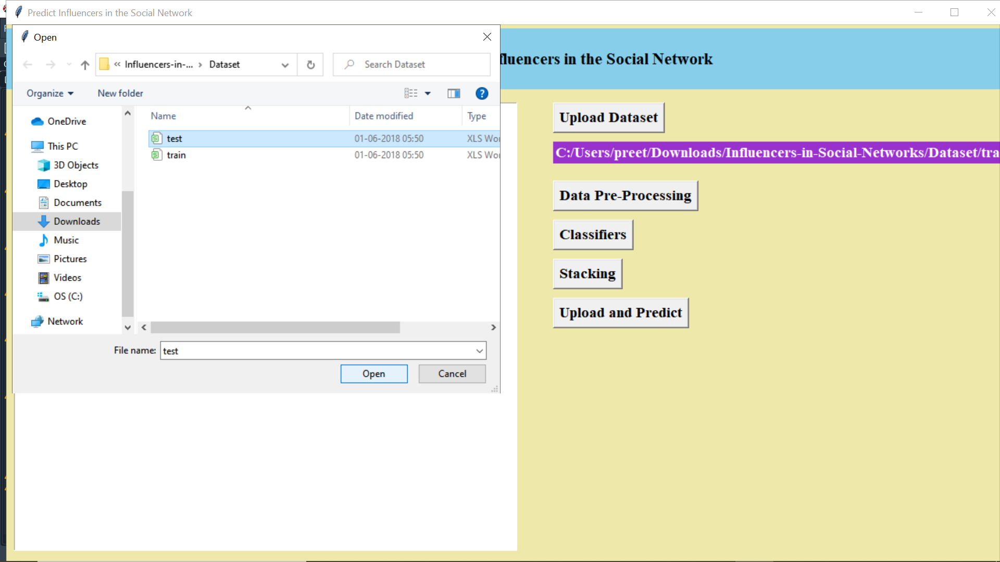 Predict Influencers in the Social Network
Open
« Influencers-in-... › Dataset
Search Dataset
fluencers in the Social Network
Organize
New folder
?
Name
Date modified
Type
OneDrive
This PC
3D Objects
Desktop
Documents
Downloads
Music
Pictures
Videos
OS (C:)
Network
test 01-06-2018 05:50 XLS Wo
train 01-06-2018 05:50 XLS Wo
File name: test
Open
Cancel
Upload Dataset
C:/Users/preet/Downloads/Influencers-in-Social-Networks/Dataset/tra
Data Pre-Processing
Classifiers
Stacking
Upload and Predict